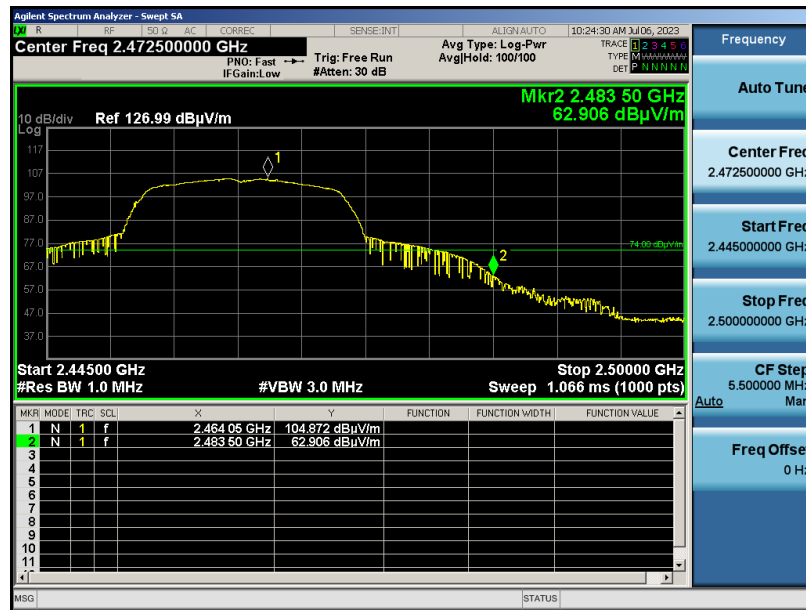 Agilent Spectrum Analyzer - Swept SA
LXI R RF 50 Ω AC CORREC SENSE:INT ALIGN AUTO 10:24:30 AM Jul 06, 2023
Center Freq 2.472500000 GHz
PNO: Fast
IFGain:Low
Trig: Free Run
#Atten: 30 dB
Avg Type: Log-Pwr
Avg|Hold: 100/100
TRACE 1 2 3 4 5 6
TYPE M
DET P N N N N N
Mkr2 2.483 50 GHz
62.906 dBµV/m
10 dB/div
Log
Ref 126.99 dBµV/m
117
107
97.0
87.0
77.0
67.0
57.0
47.0
37.0
1
2
74.00 dBµV/m
Start 2.44500 GHz
Stop 2.50000 GHz
#Res BW 1.0 MHz
#VBW 3.0 MHz
Sweep 1.066 ms (1000 pts)
MKR MODE TRC SCL X Y FUNCTION FUNCTION WIDTH FUNCTION VALUE
1 N 1 f 2.464 05 GHz 104.872 dBµV/m
2 N 1 f 2.483 50 GHz 62.906 dBµV/m
3
4
5
6
7
8
9
10
11
MSG
STATUS
Frequency
Auto Tune
Center Freq
2.472500000 GHz
Start Freq
2.445000000 GHz
Stop Freq
2.500000000 GHz
CF Step
5.500000 MHz
Auto Man
Freq Offset
0 Hz